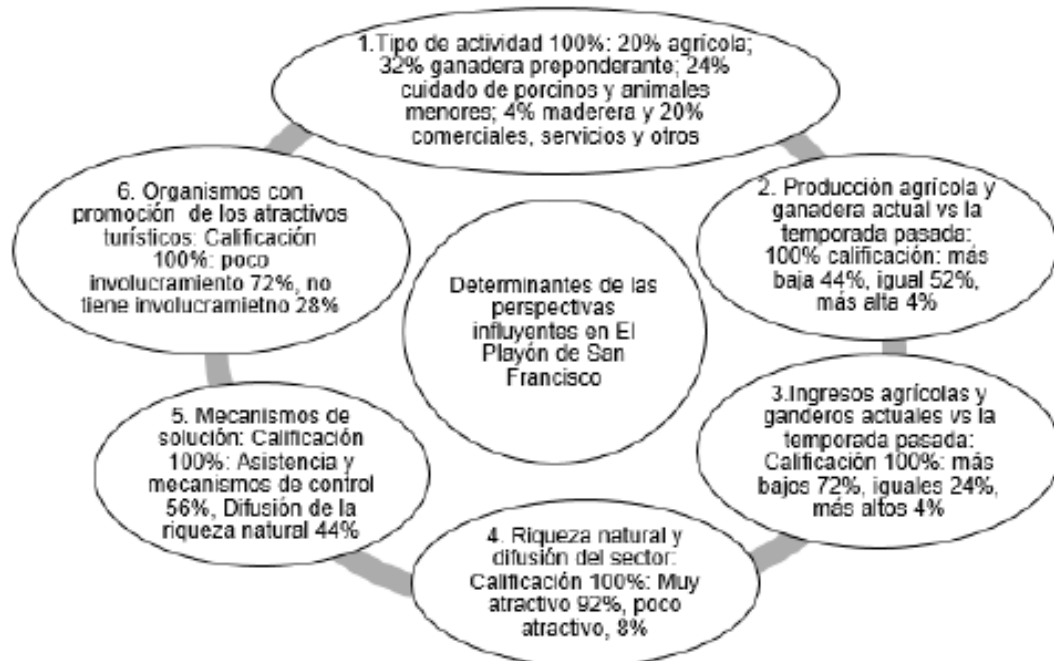 1.Tipo de actividad 100%: 20% agrícola;
32% ganadera preponderante; 24%
cuidado de porcinos y animales
menores; 4% maderera y 20%
comerciales, servicios y otros
2. Producción agrícola y
ganadera actual vs la
temporada pasada:
100% calificación: más
baja 44%, igual 52%,
más alta 4%
3.Ingresos agrícolas y
ganderos actuales vs la
temporada pasada:
Calificación 100%: más
bajos 72%, iguales 24%,
más altos 4%
4. Riqueza natural y
difusión del sector:
Calificación 100%: Muy
atractivo 92%, poco
atractivo, 8%
5. Mecanismos de
solución: Calificación
100%: Asistencia y
mecanismos de control
56%, Difusión de la
riqueza natural 44%
6. Organismos con
promoción de los atractivos
turísticos: Calificación
100%: poco
involucramiento 72%, no
tiene involucramietno 28%
Determinantes de las
perspectivas
influyentes en El
Playón de San
Francisco